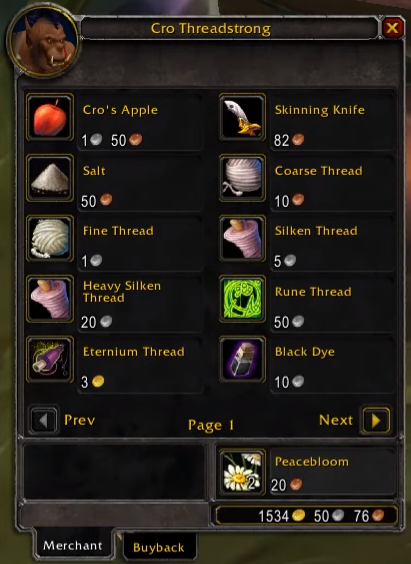 Cro Threadstrong
Cro's Apple
1 50
Skinning Knife
82
Salt
50
Coarse Thread
10
Fine Thread
1
Silken Thread
5
Heavy Silken
Thread
20
Rune Thread
50
Eternium Thread
3
Black Dye
10
Prev
Page 1
Next
Peacebloom
2
20
1534 50 76
Merchant
Buyback